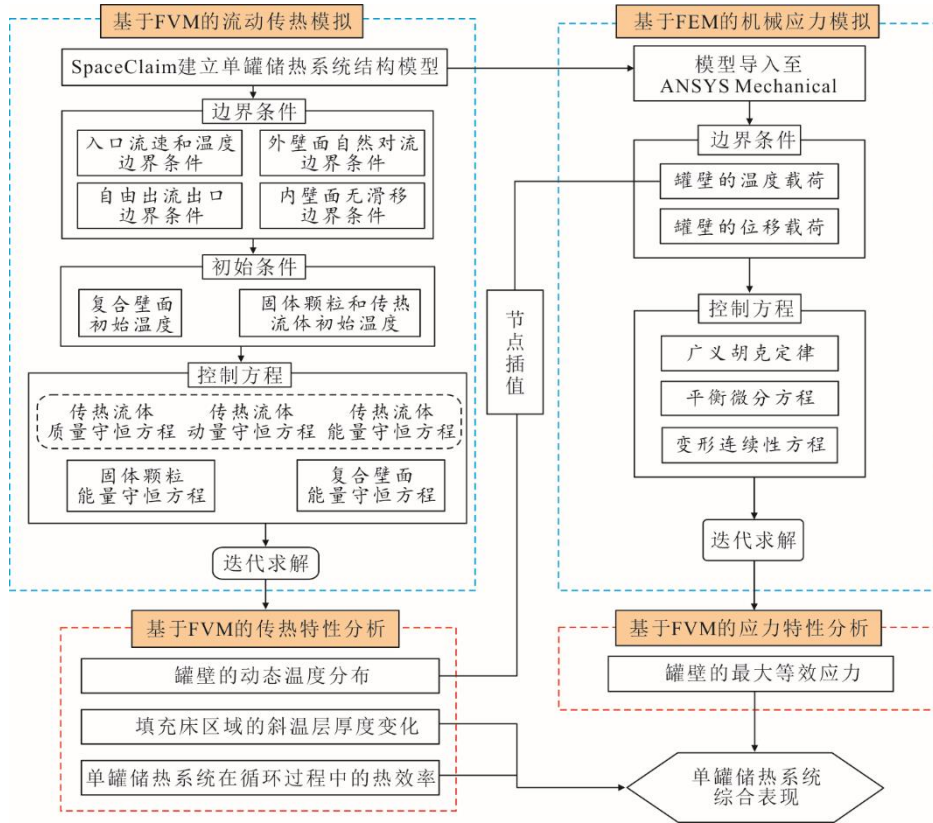 基于FVM的流动传热模拟
SpaceClaim建立单罐储热系统结构模型
边界条件
入口流速和温度
边界条件
外壁面自然对流
边界条件
自由出流出口
边界条件
内壁面无滑移
边界条件
初始条件
复合壁面
初始温度
固体颗粒和传热
流体初始温度
控制方程
传热流体
质量守恒方程
传热流体
动量守恒方程
传热流体
能量守恒方程
固体颗粒
能量守恒方程
复合壁面
能量守恒方程
迭代求解
基于FVM的传热特性分析
罐壁的动态温度分布
填充床区域的斜温层厚度变化
单罐储热系统在循环过程中的热效率
节点插值
基于FEM的机械应力模拟
模型导入至
ANSYS Mechanical
边界条件
罐壁的温度载荷
罐壁的位移载荷
控制方程
广义胡克定律
平衡微分方程
变形连续性方程
迭代求解
基于FVM的应力特性分析
罐壁的最大等效应力
单罐储热系统
综合表现